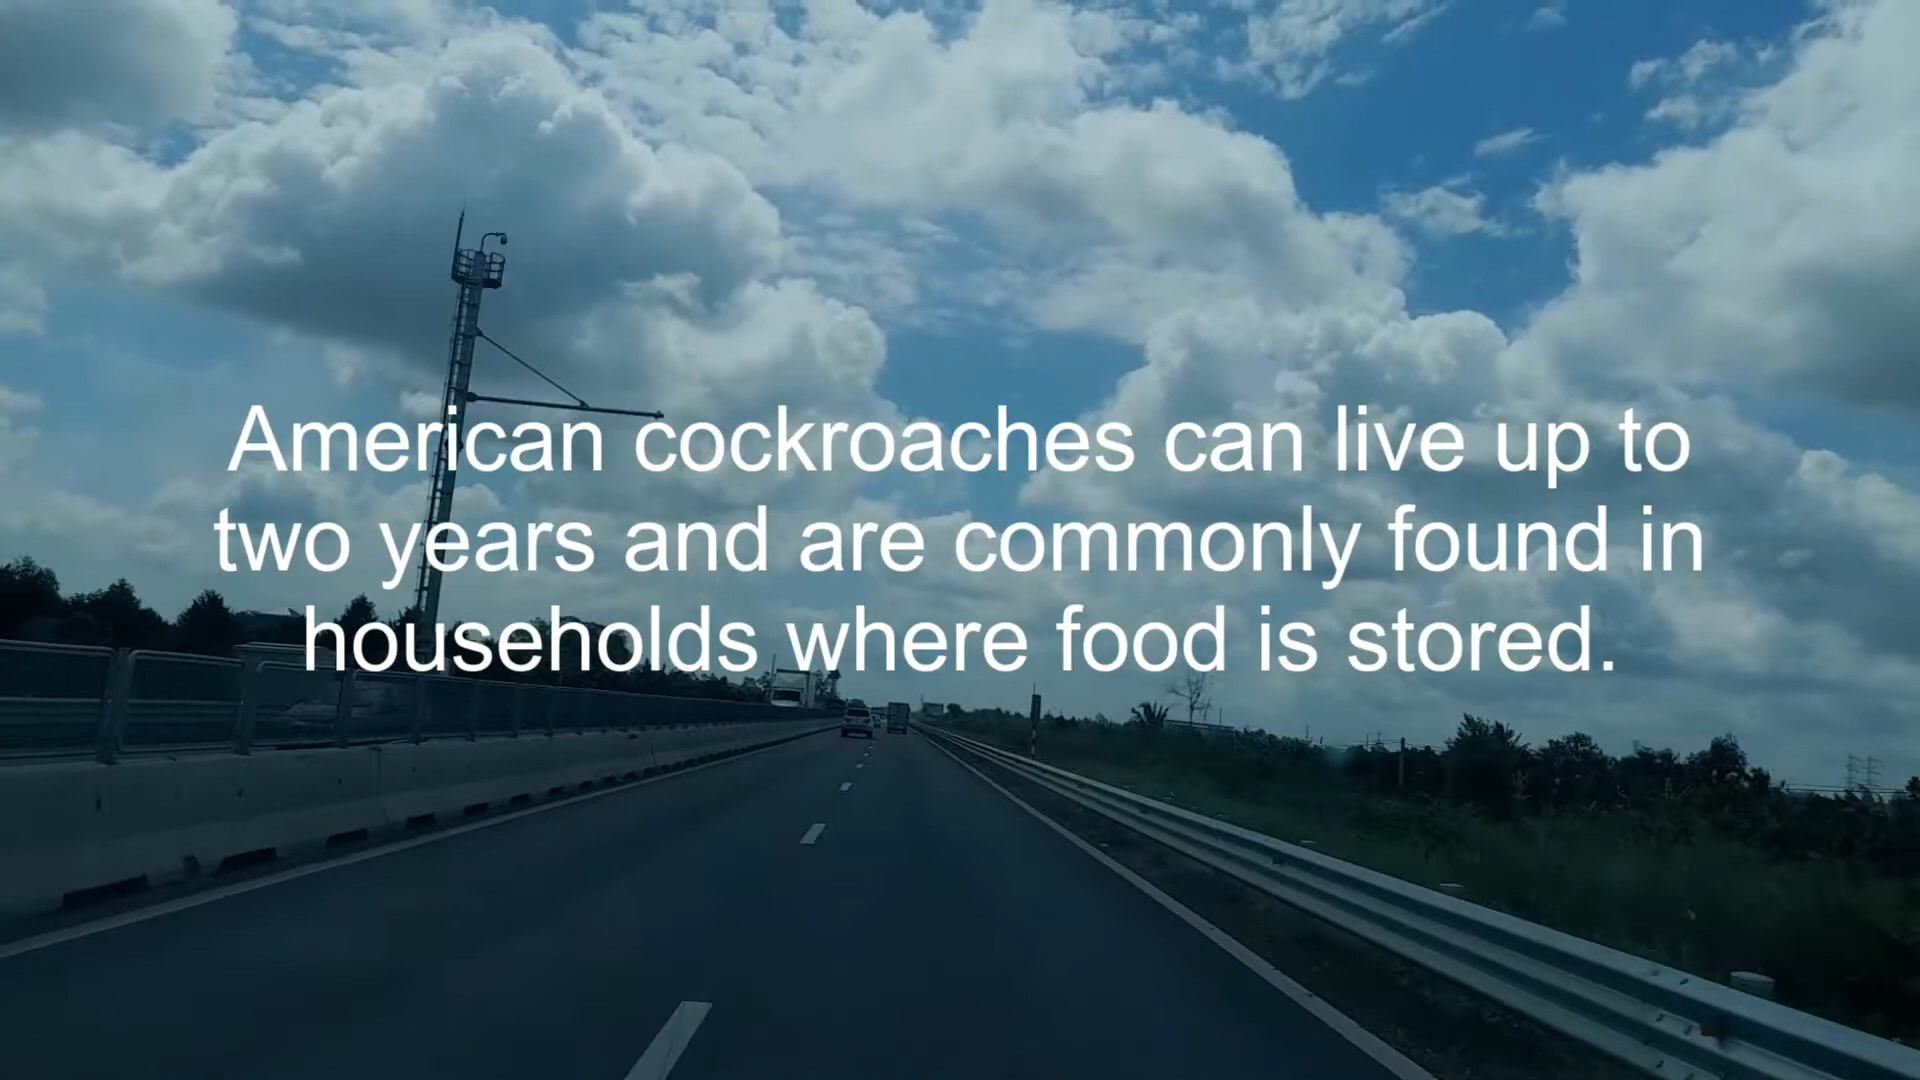 American cockroaches can live up to
two years and are commonly found in
households where food is stored.